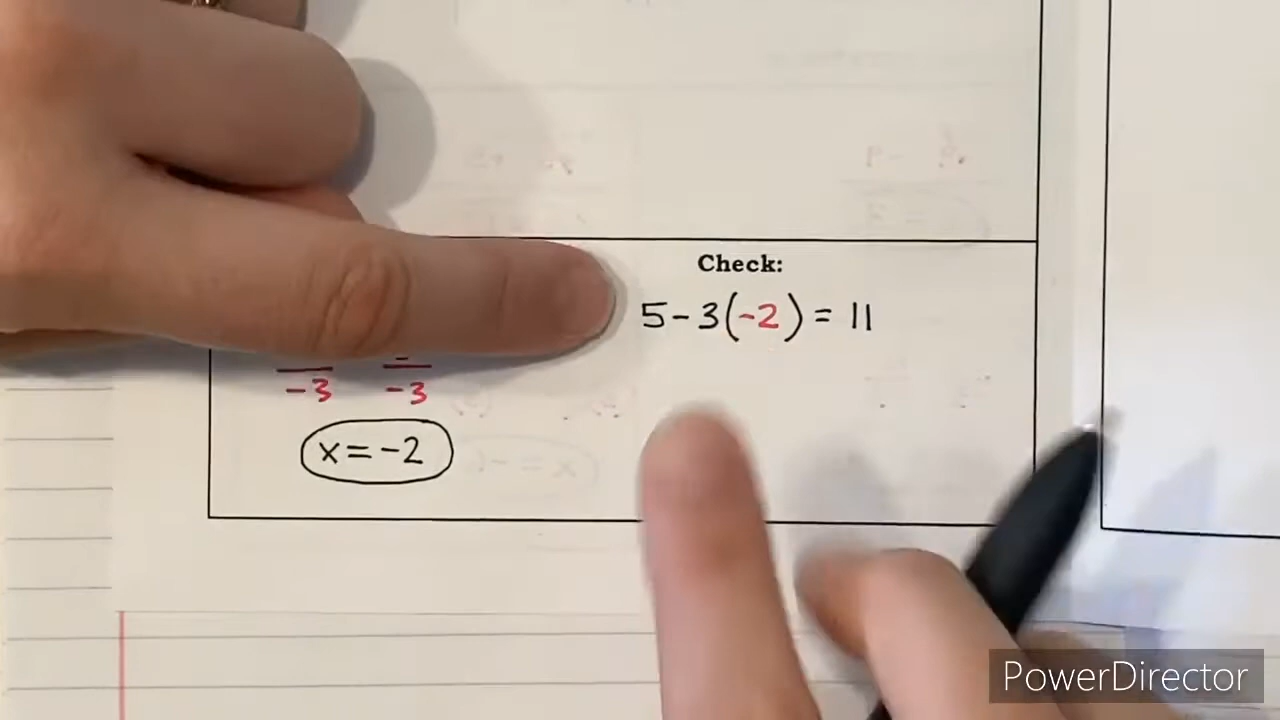 Check:
5-3(-2) = 11
-3 -3
x = -2
PowerDirector